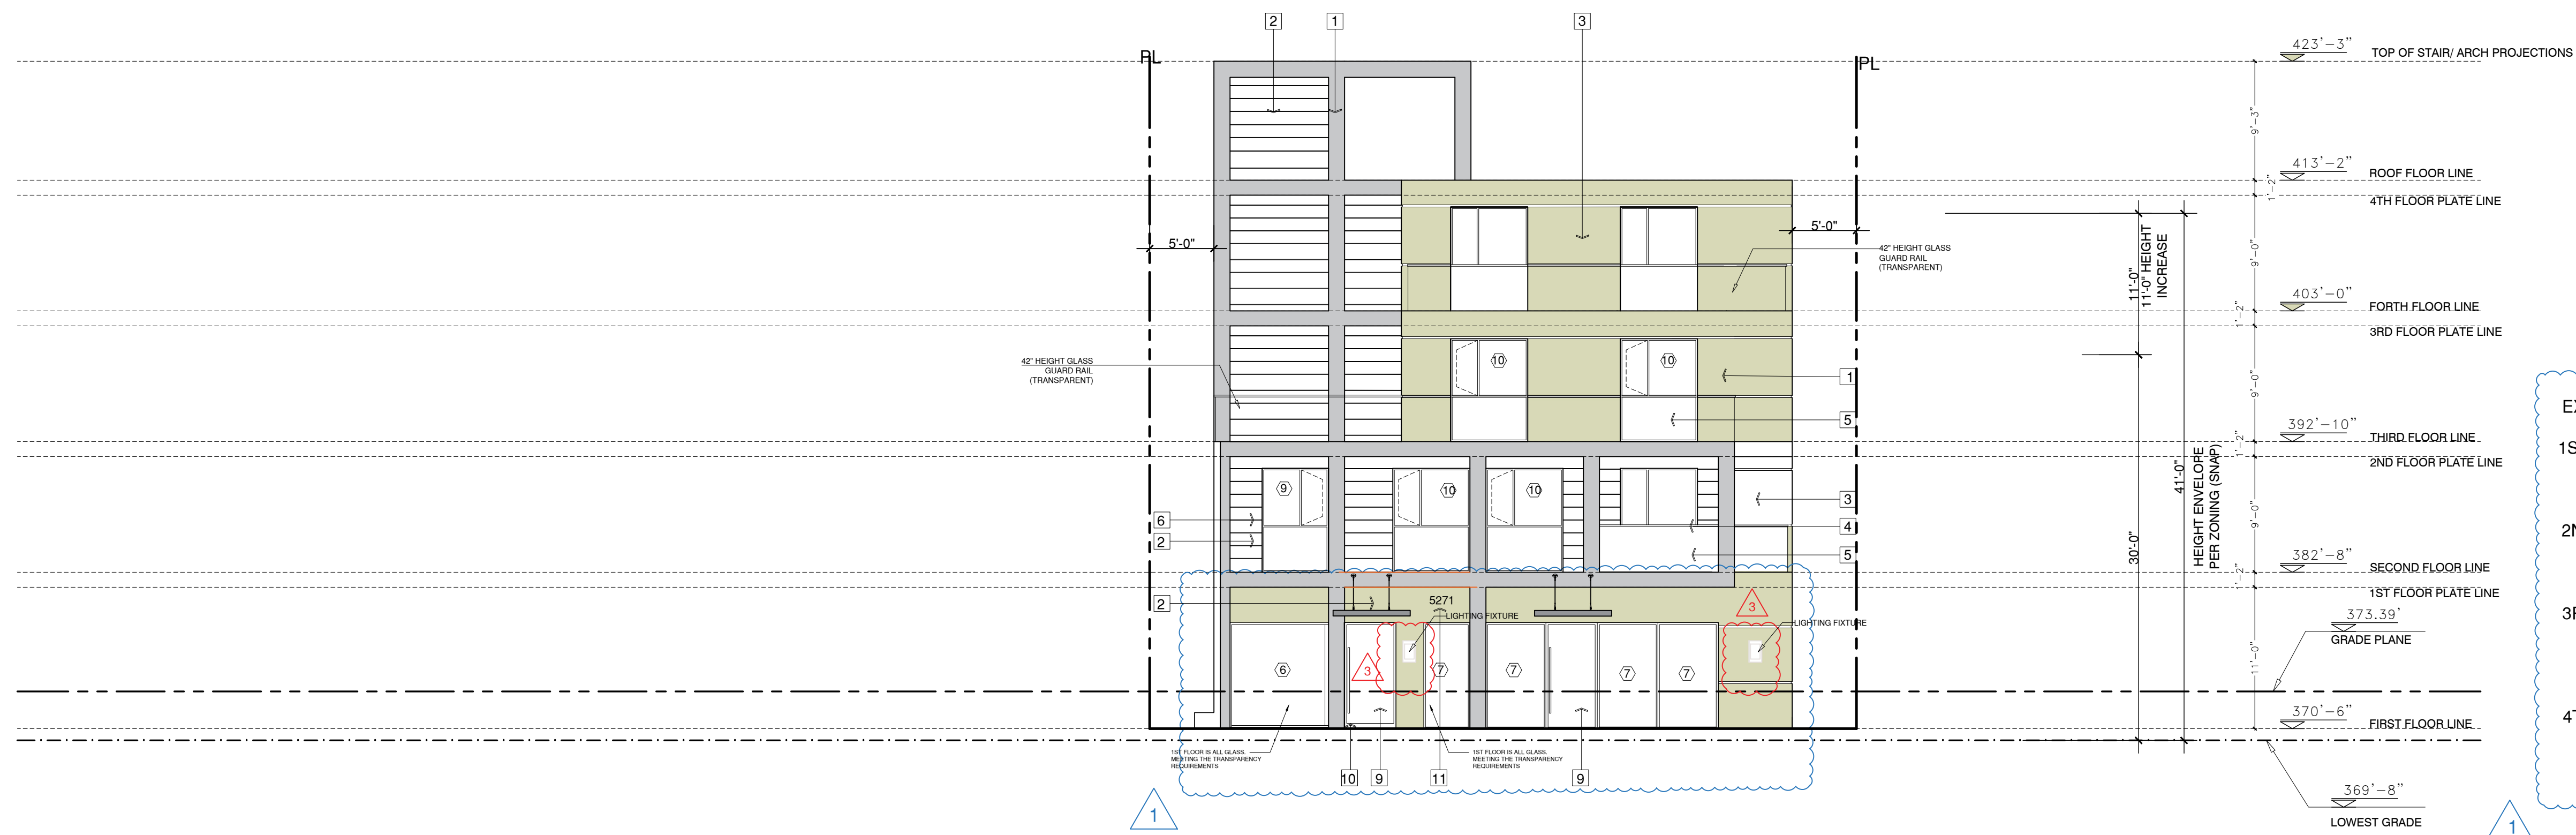 2
1
3
PL
PL
423'-3"
TOP OF STAIR/ ARCH PROJECTIONS
9'-3"
413'-2"
ROOF FLOOR LINE
1'-2"
4TH FLOOR PLATE LINE
5'-0"
5'-0"
42" HEIGHT GLASS
GUARD RAIL
(TRANSPARENT)
11'-0"
11'-0" HEIGHT
INCREASE
9'-0"
403'-0"
FORTH FLOOR LINE
1'-2"
3RD FLOOR PLATE LINE
42" HEIGHT GLASS
GUARD RAIL
(TRANSPARENT)
10
10
1
5
9'-0"
392'-10"
THIRD FLOOR LINE
1'-2"
2ND FLOOR PLATE LINE
9
10
10
3
6
2
4
5
30'-0"
41'-0"
HEIGHT ENVELOPE
PER ZONING (SNAP)
9'-0"
382'-8"
SECOND FLOOR LINE
1'-2"
1ST FLOOR PLATE LINE
2
5271
LIGHTING FIXTURE
3
LIGHTING FIXTURE
373.39'
GRADE PLANE
6
3
7
7
7
7
11'-0"
370'-6"
FIRST FLOOR LINE
1ST FLOOR IS ALL GLASS.
MEETING THE TRANSPARENCY
REQUIREMENTS
1ST FLOOR IS ALL GLASS.
MEETING THE TRANSPARENCY
REQUIREMENTS
10
9
11
9
369'-8"
LOWEST GRADE
1
1